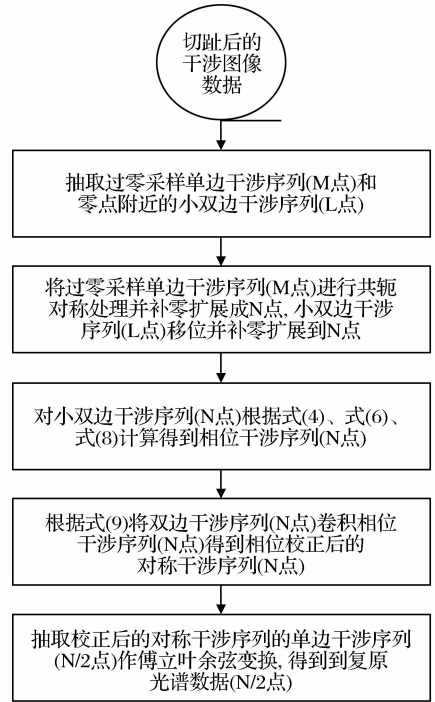 切趾后的
干涉图像
数据
抽取过零采样单边干涉序列(M点)和
零点附近的小双边干涉序列(L点)
将过零采样单边干涉序列(M点)进行共轭
对称处理并补零扩展成N点, 小双边干涉
序列(L点)移位并补零扩展到N点
对小双边干涉序列(N点)根据式(4)、式(6)、
式(8)计算得到相位干涉序列(N点)
根据式(9)将双边干涉序列(N点)卷积相位
干涉序列(N点)得到相位校正后的
对称干涉序列(N点)
抽取校正后的对称干涉序列的单边干涉序列
(N/2点)作傅立叶余弦变换, 得到到复原
光谱数据(N/2点)